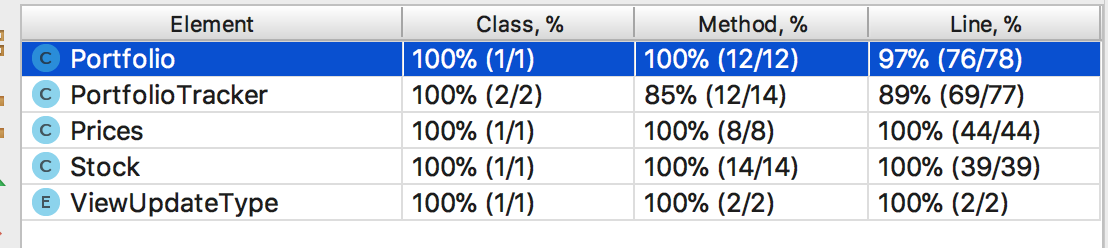 Element Class, % Method, % Line, %
C Portfolio 100% (1/1) 100% (12/12) 97% (76/78)
C PortfolioTracker 100% (2/2) 85% (12/14) 89% (69/77)
C Prices 100% (1/1) 100% (8/8) 100% (44/44)
C Stock 100% (1/1) 100% (14/14) 100% (39/39)
E ViewUpdateType 100% (1/1) 100% (2/2) 100% (2/2)